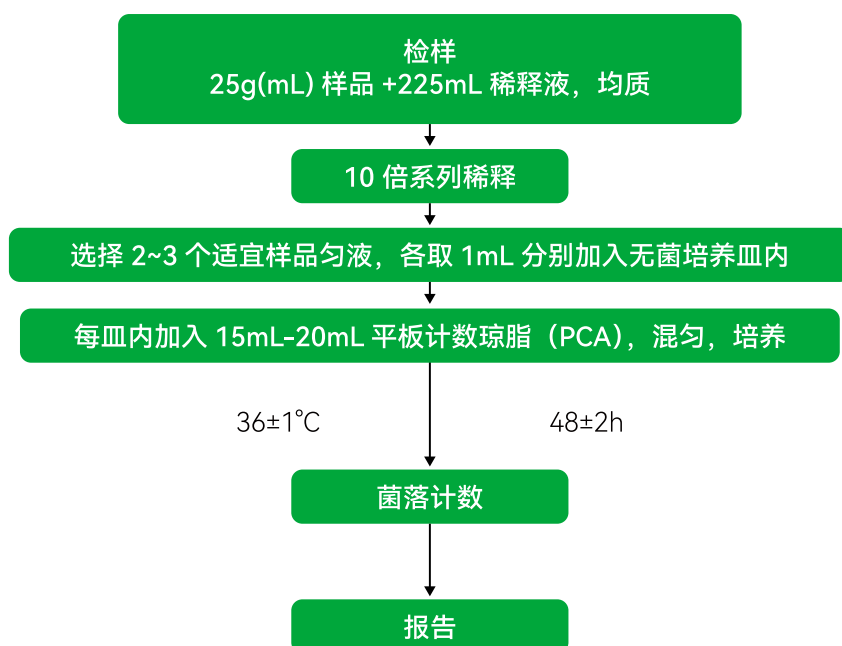 检样
25g(mL) 样品 +225mL 稀释液，均质
10 倍系列稀释
选择 2~3 个适宜样品匀液，各取 1mL 分别加入无菌培养皿内
每皿内加入 15mL-20mL 平板计数琼脂（PCA），混匀，培养
36±1°C
48±2h
菌落计数
报告